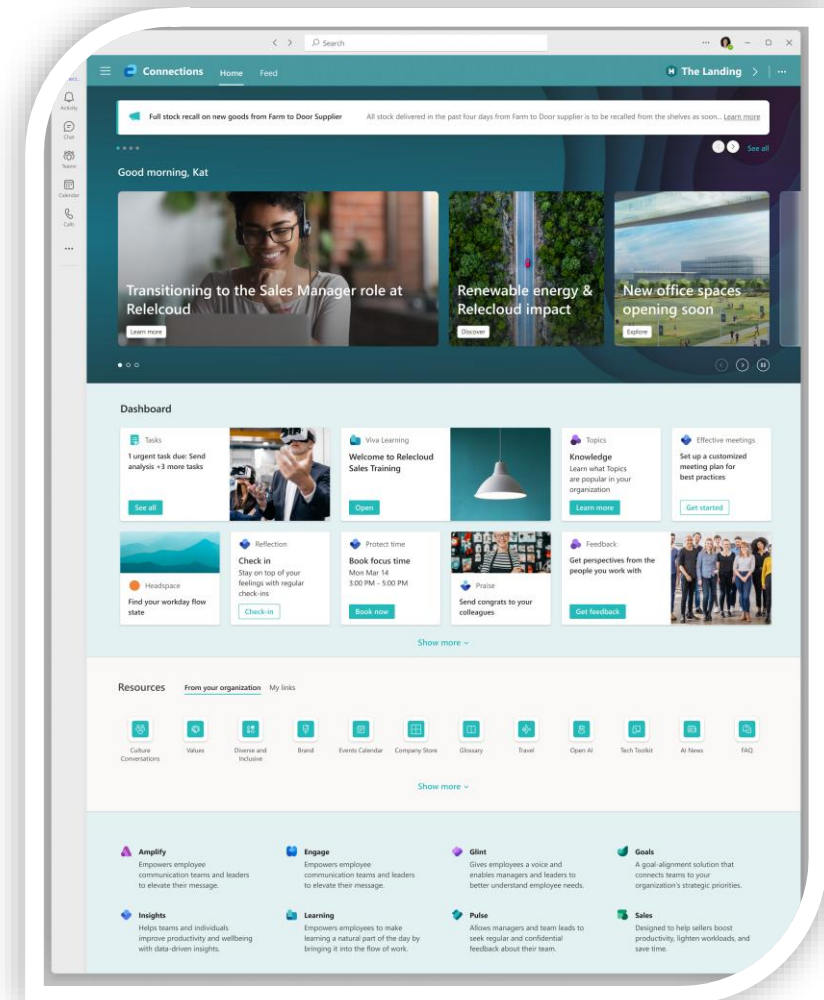 Search
Connections
Home
Feed
The Landing
Activity
Chat
Teams
Calendar
Calls
Full stock recall on new goods from Farm to Door Supplier
All stock delivered in the past four days from Farm to Door supplier is to be recalled from the shelves as soon... Learn more
See all
Good morning, Kat
Transitioning to the Sales Manager role at
Relelcoud
Learn more
Renewable energy &
Relecloud impact
Discover
New office spaces
opening soon
Explore
Dashboard
Tasks
1 urgent task due: Send
analysis +3 more tasks
See all
Viva Learning
Welcome to Relecloud
Sales Training
Open
Topics
Knowledge
Learn what Topics
are popular in your
organization
Learn more
Effective meetings
Set up a customized
meeting plan for
best practices
Get started
Headspace
Find your workday flow
state
Reflection
Check in
Stay on top of your
feelings with regular
check-ins
Check-in
Protect time
Book focus time
Mon Mar 14
3:00 PM - 5:00 PM
Book now
Praise
Send congrats to your
colleagues
Feedback
Get perspectives from the
people you work with
Get feedback
Show more
Resources
From your organization
My links
Culture
Conversations
Values
Diverse and
Inclusive
Brand
Events Calendar
Company Store
Glossary
Travel
Open AI
Tech Toolkit
AI News
FAQ
Show more
Amplify
Empowers employee
communication teams and leaders
to elevate their message.
Engage
Empowers employee
communication teams and leaders
to elevate their message.
Glint
Gives employees a voice and
enables managers and leaders to
better understand employee needs.
Goals
A goal-alignment solution that
connects teams to your
organization's strategic priorities.
Insights
Helps teams and individuals
improve productivity and wellbeing
with data-driven insights.
Learning
Empowers employees to make
learning a natural part of the day by
bringing it into the flow of work.
Pulse
Allows managers and team leads to
seek regular and confidential
feedback about their team.
Sales
Designed to help sellers boost
productivity, lighten workloads, and
save time.